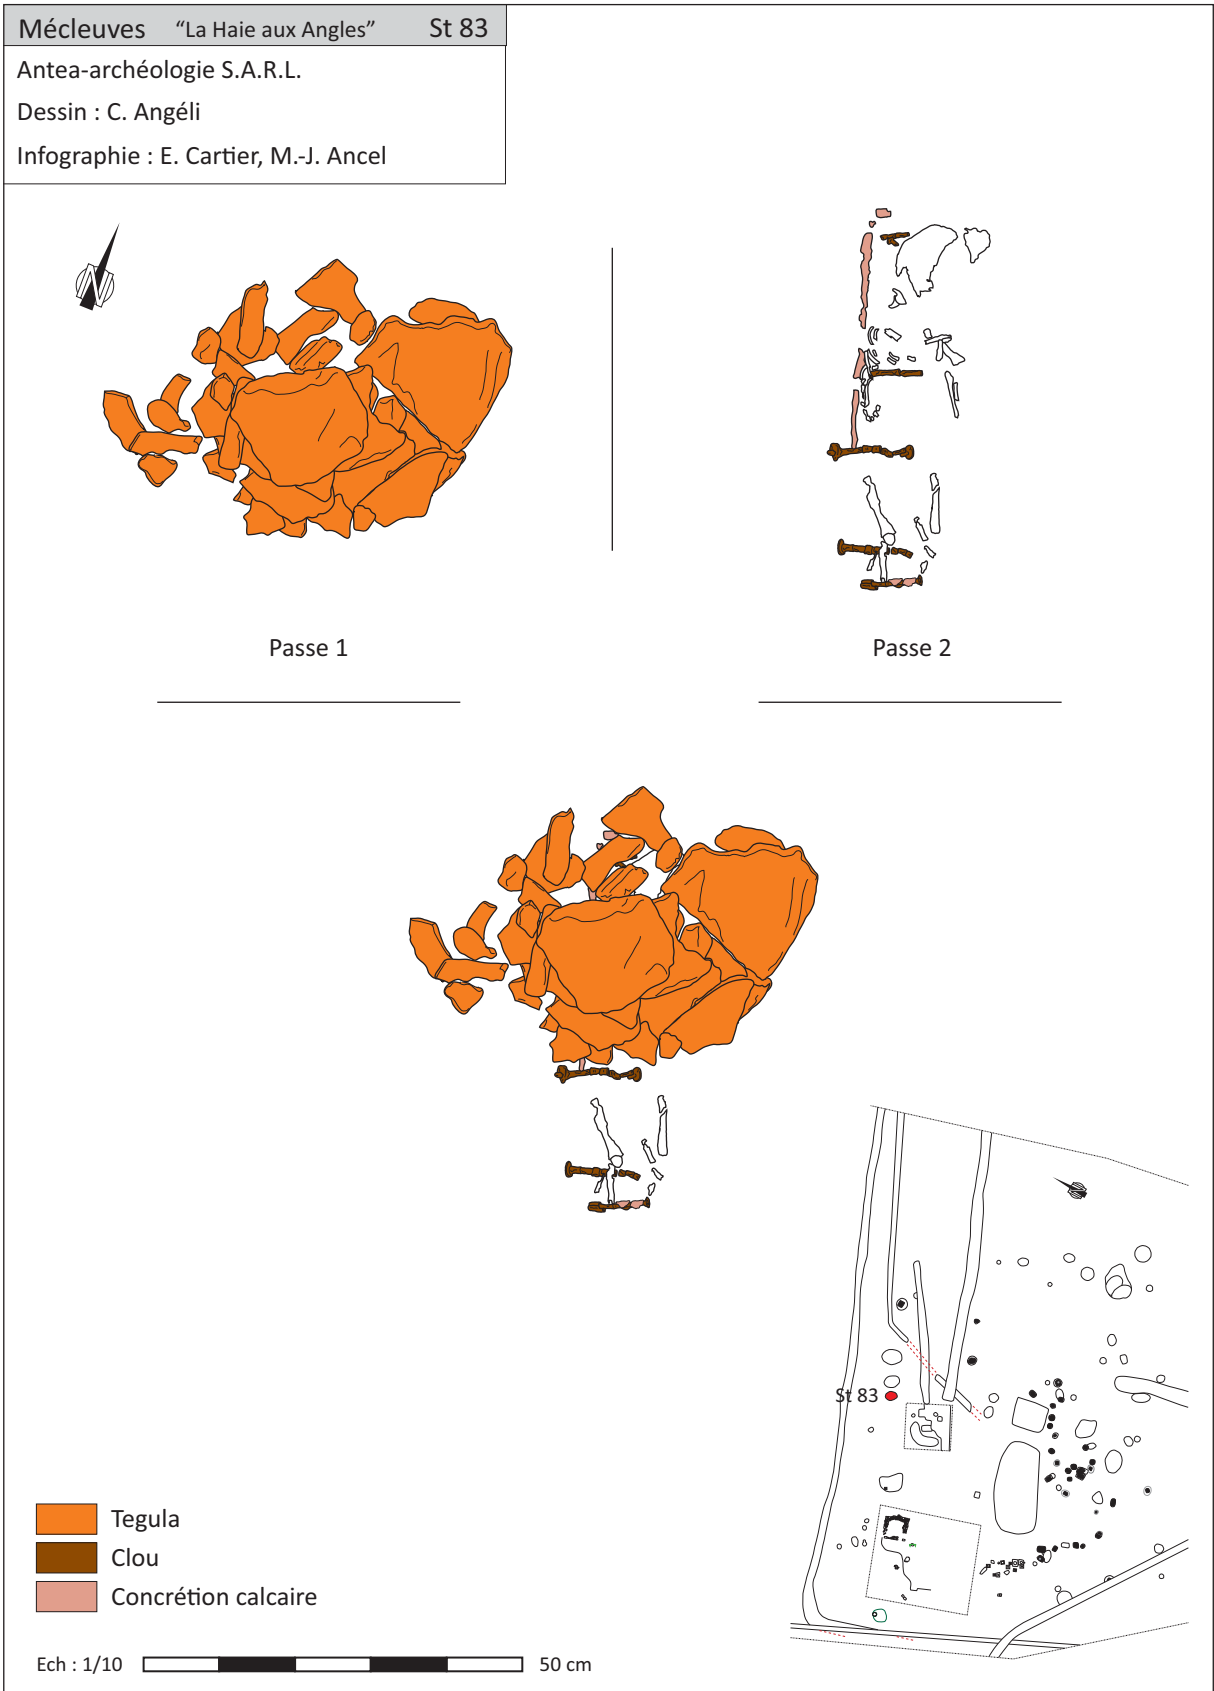 Mécleuves "La Haie aux Angles" St 83
Antea-archéologie S.A.R.L.
Dessin : C. Angéli
Infographie : E. Cartier, M.-J. Ancel
N
Passe 1
Passe 2
St 83
Tegula
Clou
Concrétion calcaire
Ech : 1/10
50 cm